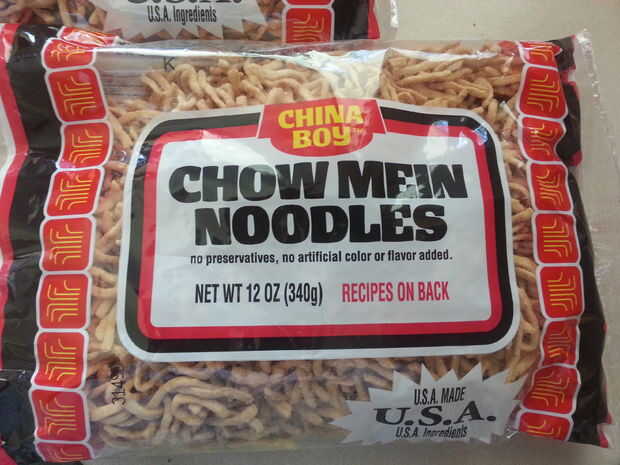 U.S.A.
U.S.A. Ingredients
K
CHINA
BOY™
CHOW MEIN
NOODLES
no preservatives, no artificial color or flavor added.
NET WT 12 OZ (340g) RECIPES ON BACK
U.S.A. MADE
U.S.A.
U.S.A. Ingredients